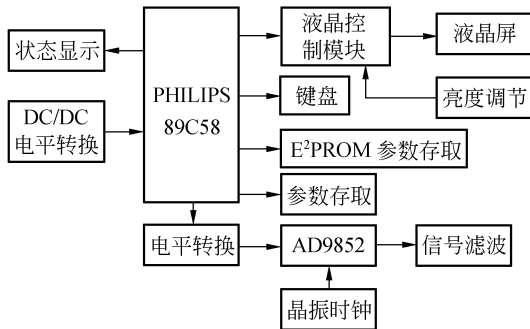 状态显示
DC/DC
电平转换
PHILIPS
89C58
液晶控
制模块
液晶屏
键盘
亮度调节
E²PROM 参数存取
参数存取
电平转换
AD9852
信号滤波
晶振时钟